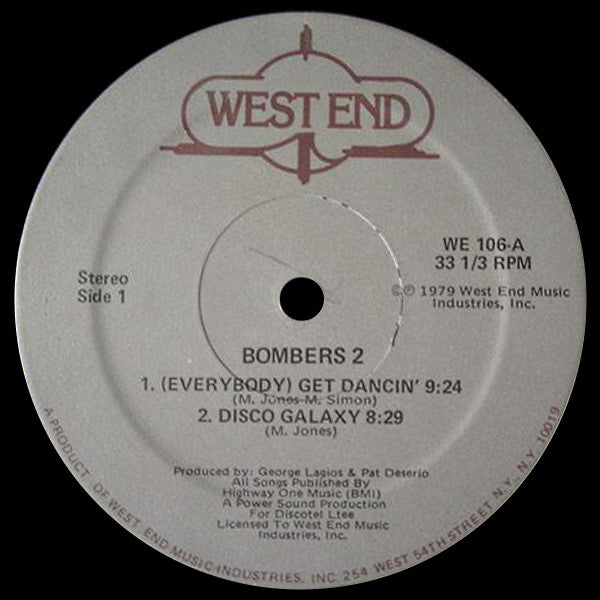 WEST END
Stereo
Side 1
WE 106-A
33 1/3 RPM
©℗ 1979 West End Music
Industries, Inc.
BOMBERS 2
1. (EVERYBODY) GET DANCIN' 9:24
(M. Jones-M. Simon)
2. DISCO GALAXY 8:29
(M. Jones)
Produced by: George Lagios & Pat Deserio
All Songs Published By
Highway One Music (BMI)
A Power Sound Production
For Discotel Ltee
Licensed To West End Music
Industries, Inc.
A PRODUCT OF WEST END MUSIC INDUSTRIES, INC. 254 WEST 54TH STREET N.Y., N.Y. 10019